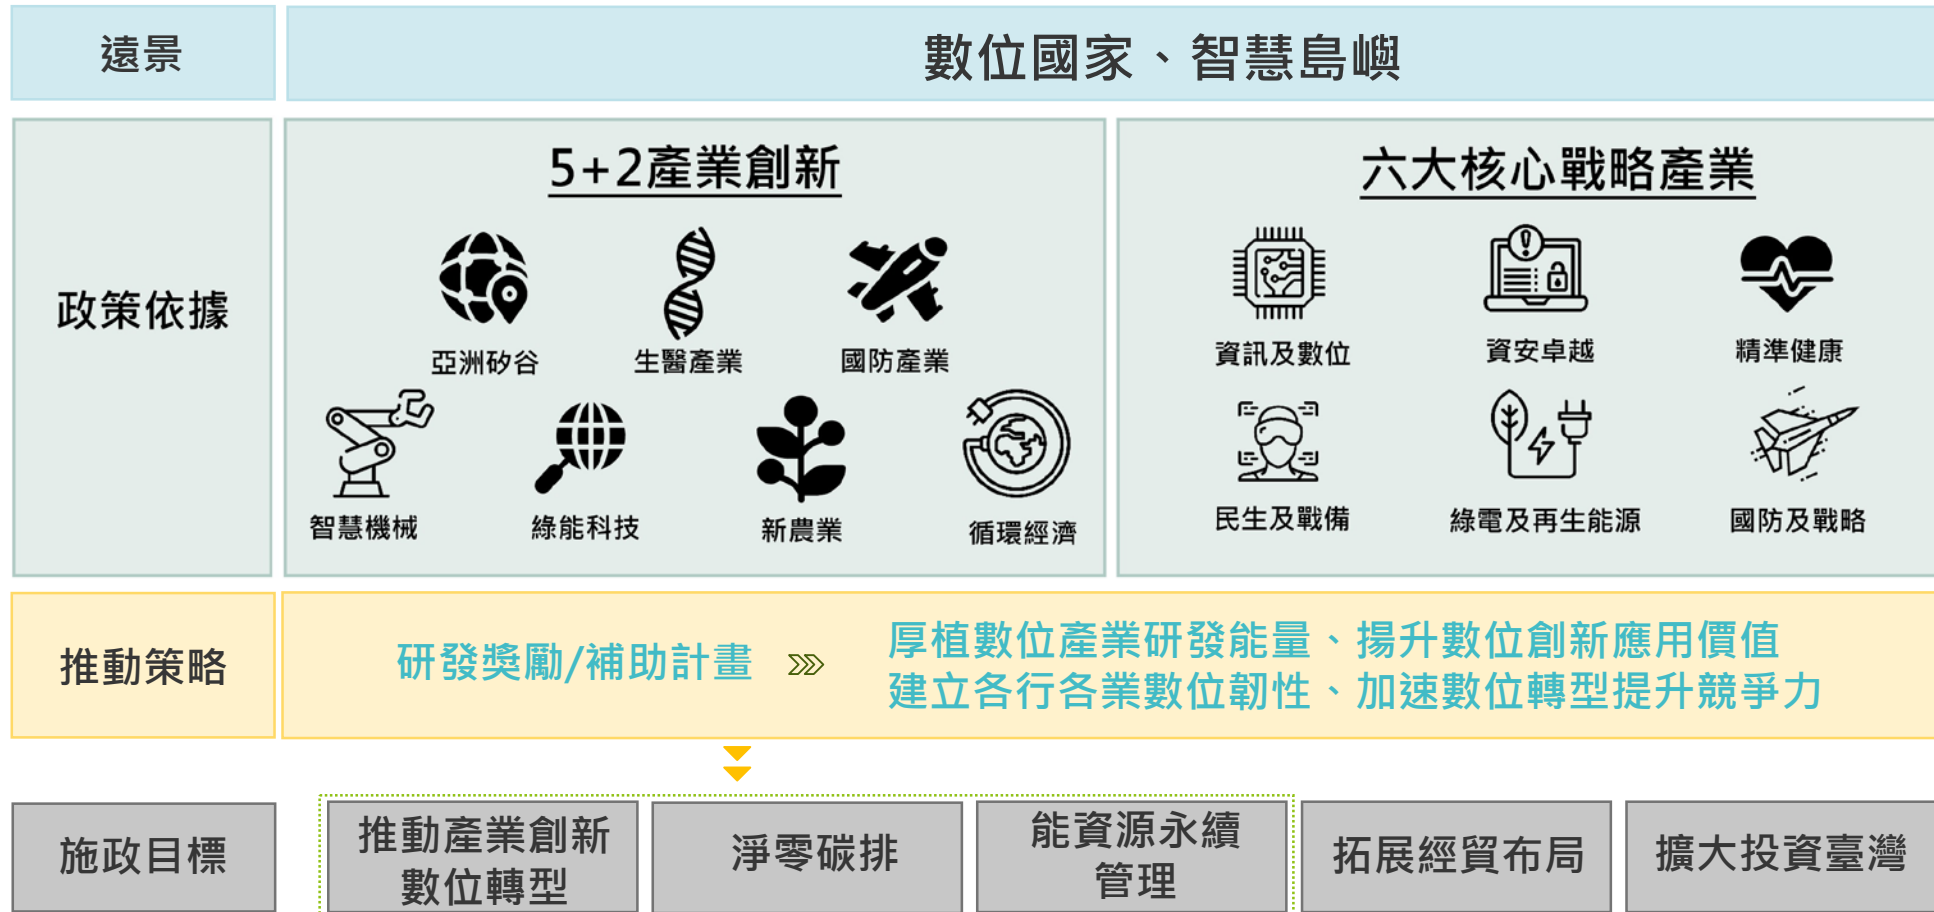 遠景
數位國家、智慧島嶼
政策依據
5+2產業創新
亞洲矽谷
生醫產業
國防產業
智慧機械
綠能科技
新農業
循環經濟
六大核心戰略產業
資訊及數位
資安卓越
精準健康
民生及戰備
綠電及再生能源
國防及戰略
推動策略
研發獎勵/補助計畫
厚植數位產業研發能量、揚升數位創新應用價值
建立各行各業數位韌性、加速數位轉型提升競爭力
施政目標
推動產業創新
數位轉型
淨零碳排
能資源永續
管理
拓展經貿布局
擴大投資臺灣